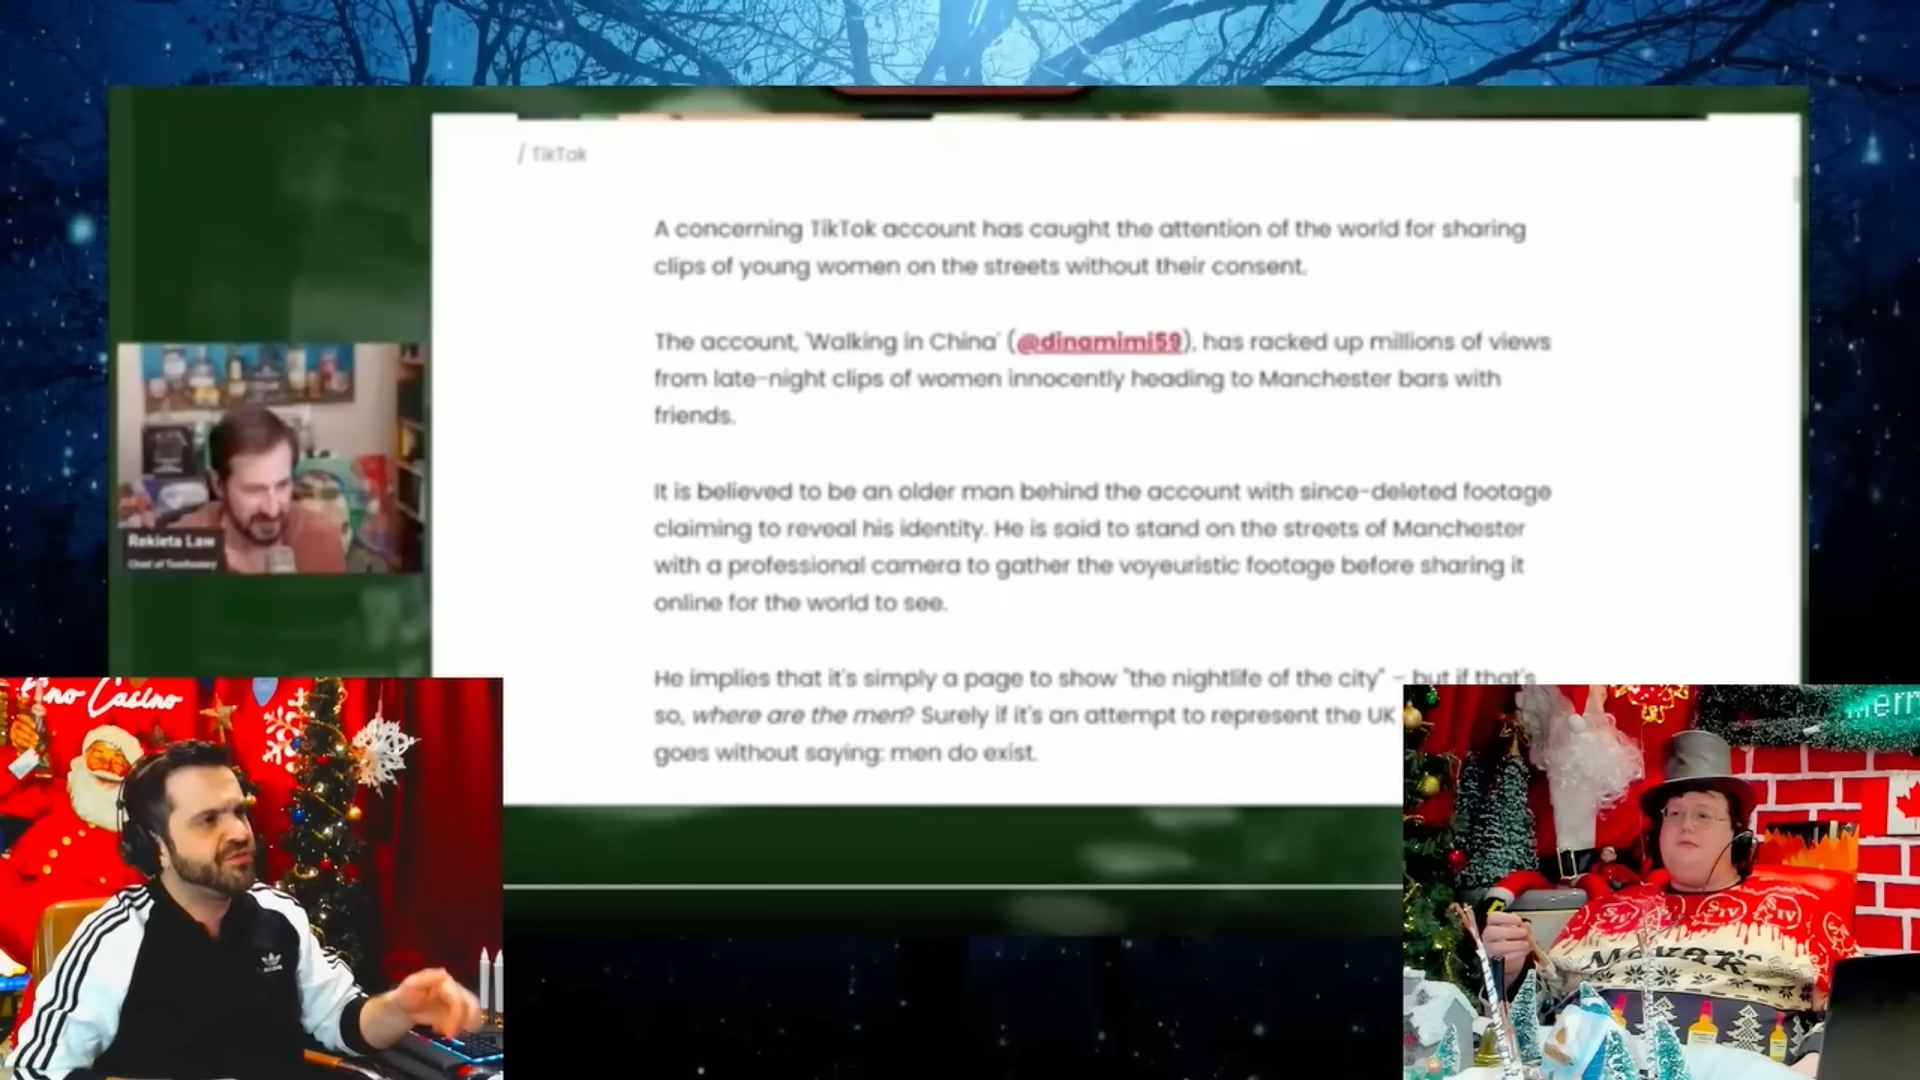 / TikTok
A concerning TikTok account has caught the attention of the world for sharing
clips of young women on the streets without their consent.
The account, 'Walking in China' (@dinamimi59), has racked up millions of views
from late-night clips of women innocently heading to Manchester bars with
friends.
It is believed to be an older man behind the account with since-deleted footage
claiming to reveal his identity. He is said to stand on the streets of Manchester
with a professional camera to gather the voyeuristic footage before sharing it
online for the world to see.
He implies that it's simply a page to show "the nightlife of the city" – but if that's
so, where are the men? Surely if it's an attempt to represent the UK
goes without saying: men do exist.
Rekieta Law
Casino